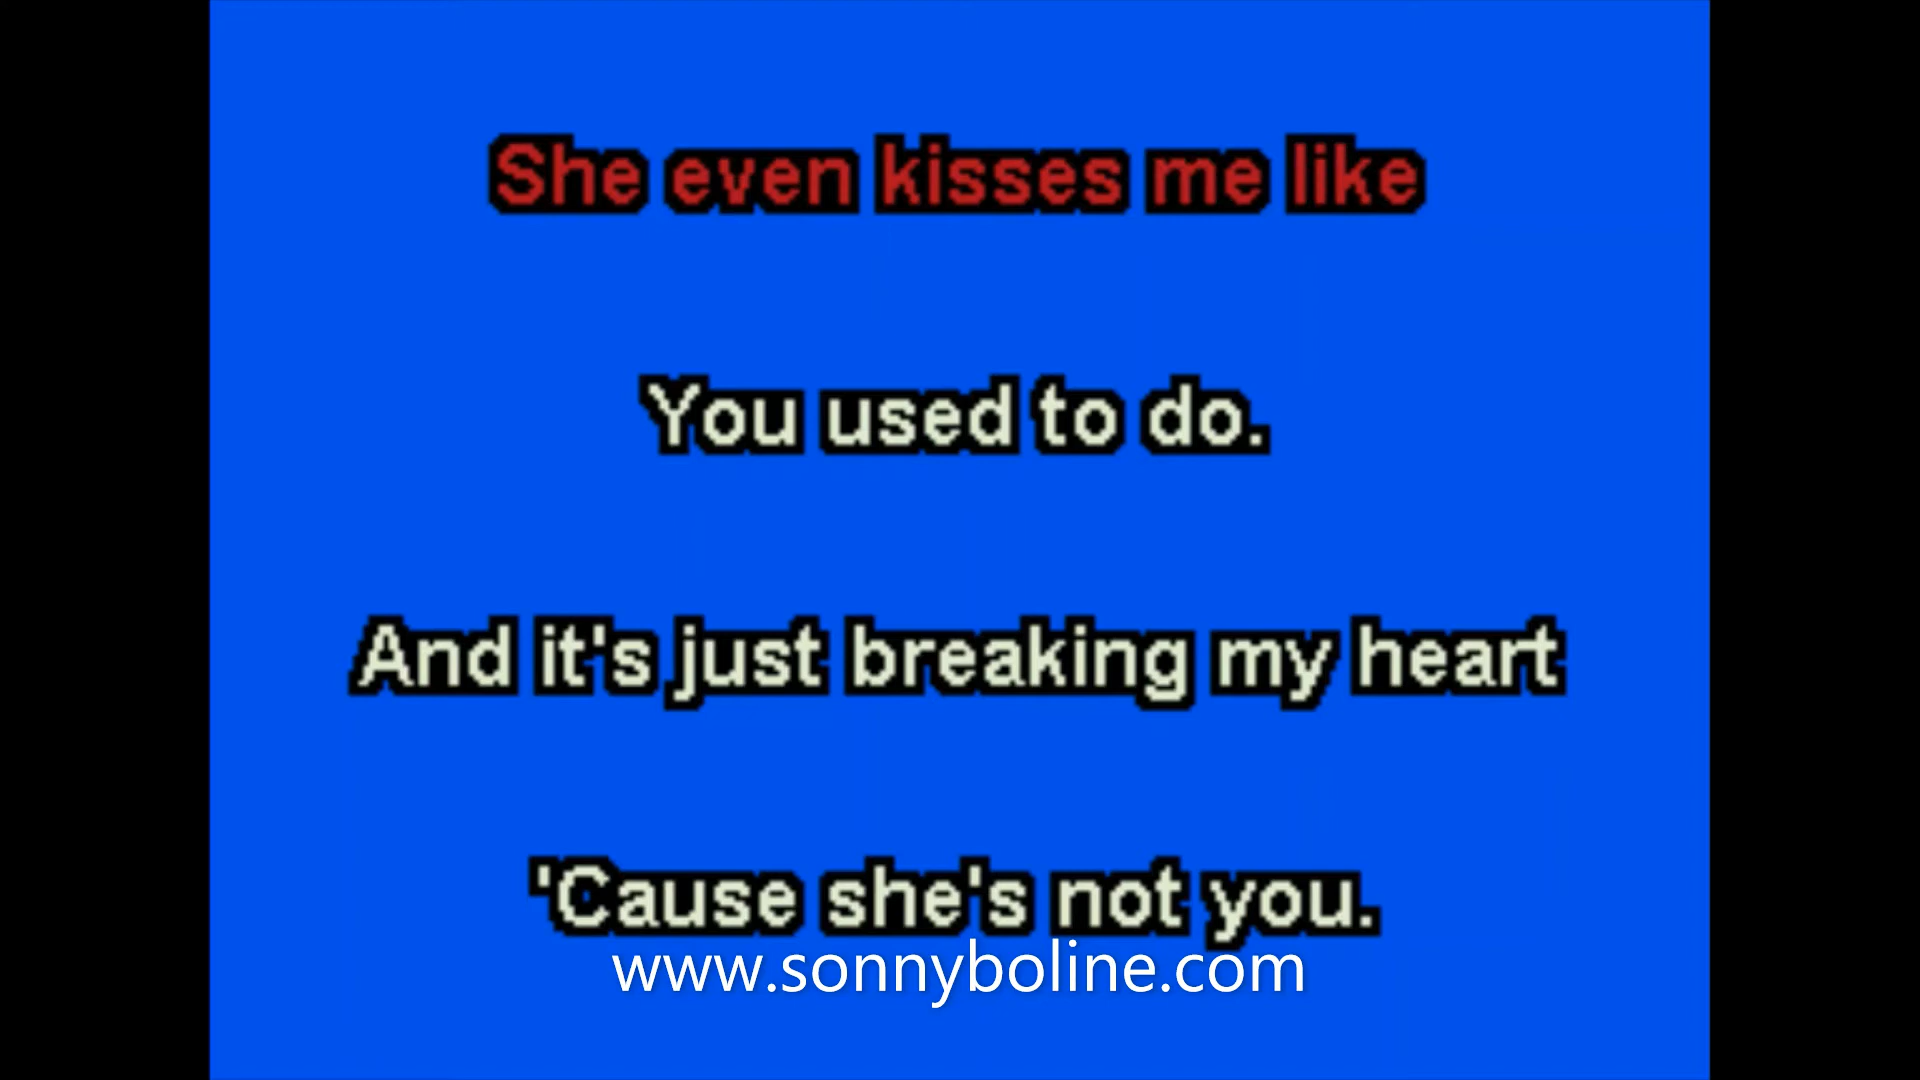 She even kisses me like
You used to do.
And it's just breaking my heart
'Cause she's not you.
www.sonnyboline.com